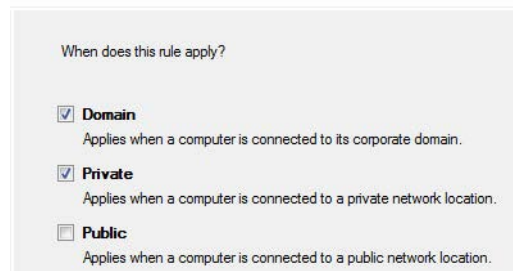 When does this rule apply?
Domain
Applies when a computer is connected to its corporate domain.
Private
Applies when a computer is connected to a private network location.
Public
Applies when a computer is connected to a public network location.